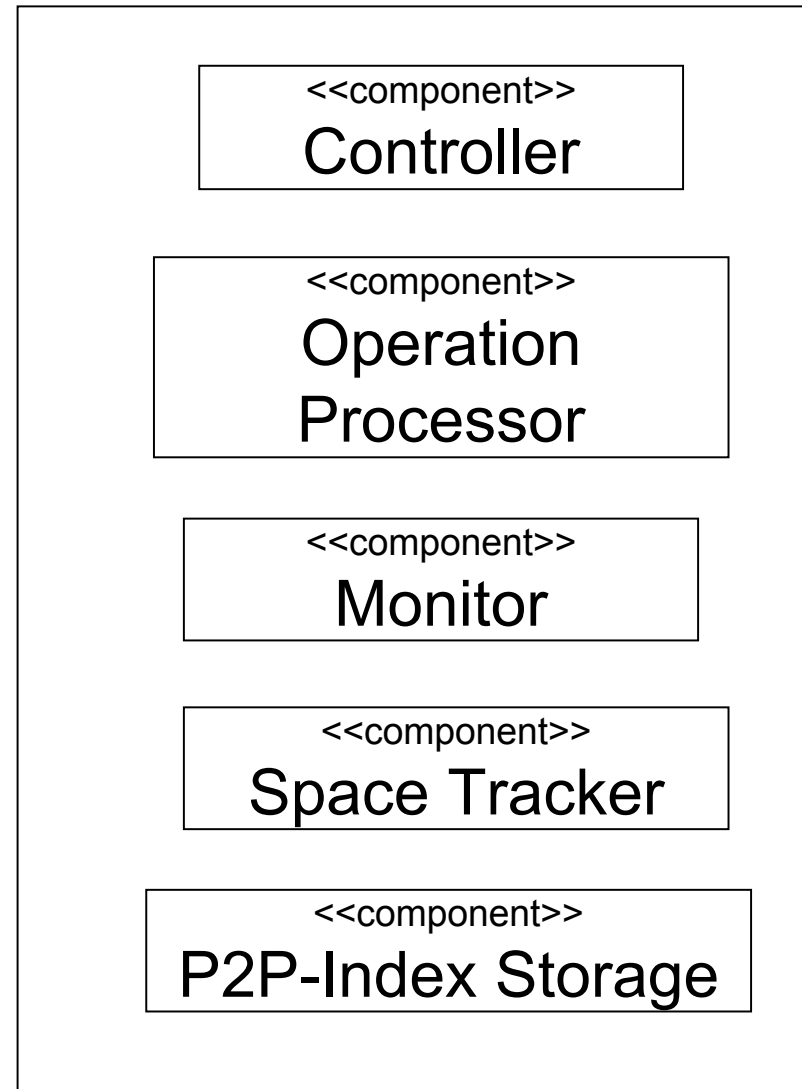 <<component>>
Controller
<<component>>
Operation
Processor
<<component>>
Monitor
<<component>>
Space Tracker
<<component>>
P2P-Index Storage